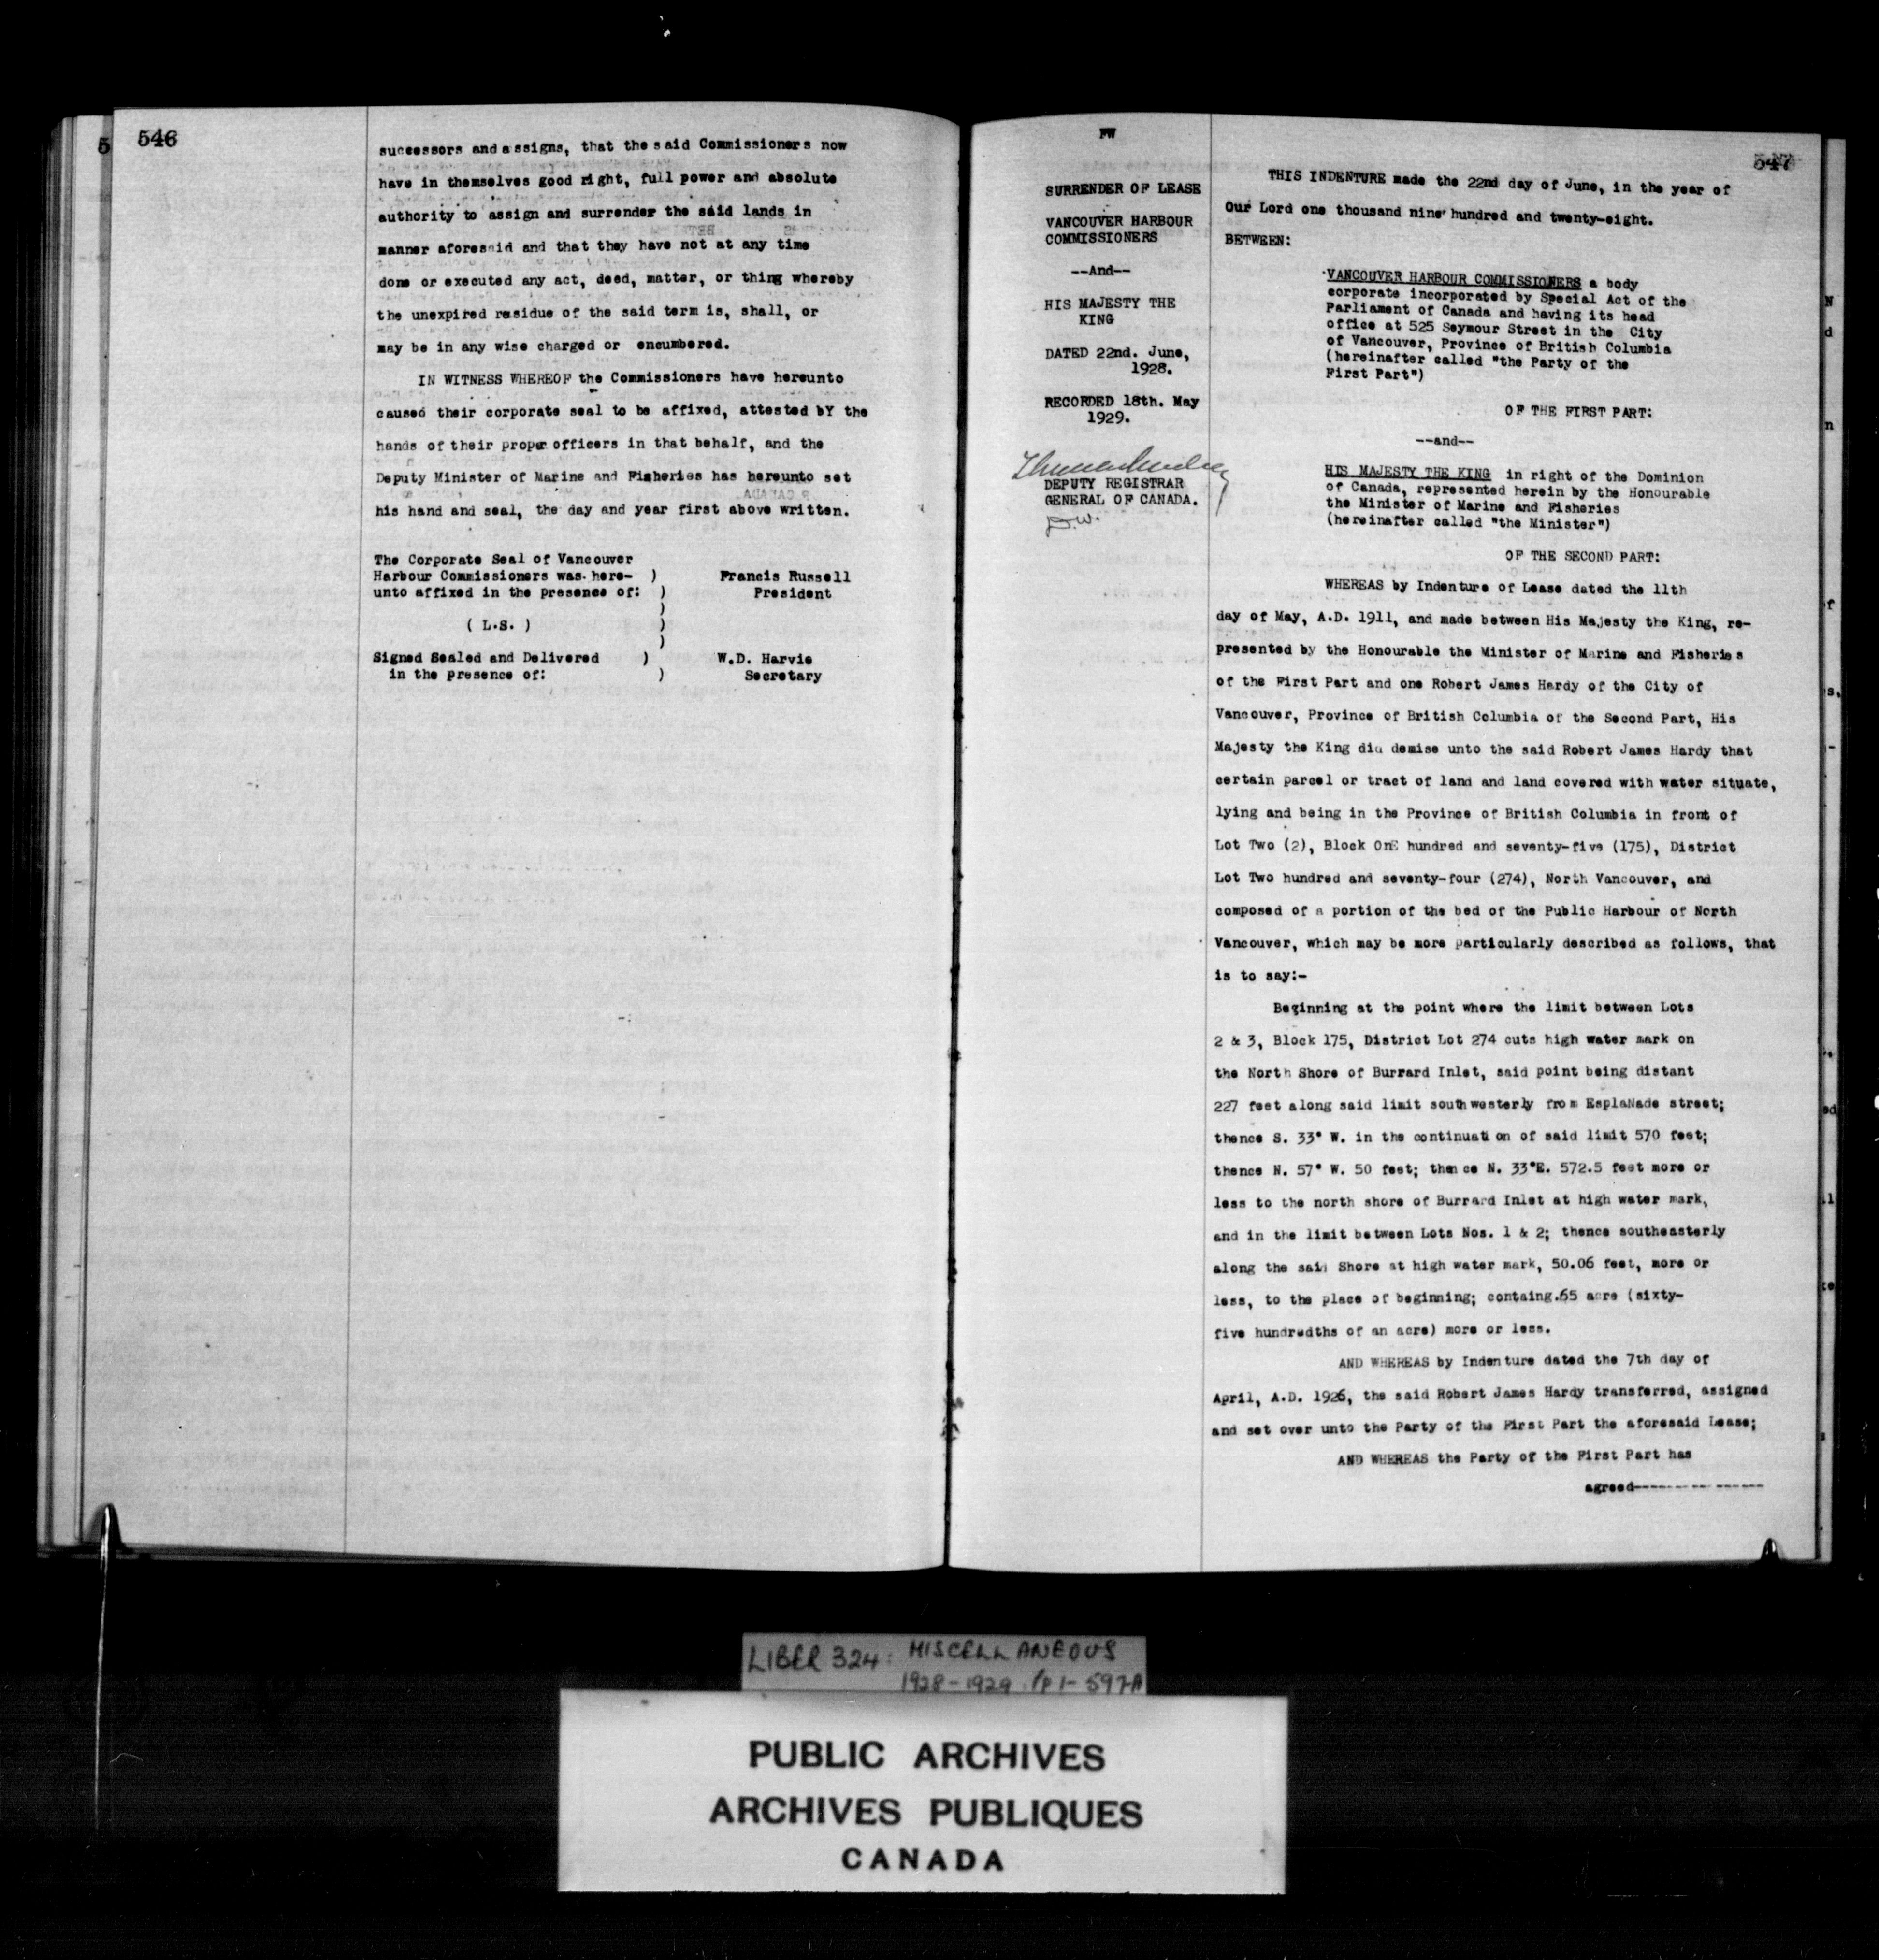 546
successors and assigns, that the said Commissioners now
have in themselves good right, full power and absolute
authority to assign and surrender the said lands in
manner aforesaid and that they have not at any time
done or executed any act, deed, matter, or thing whereby
the unexpired residue of the said term is, shall, or
may be in any wise charged or encumbered.
IN WITNESS WHEREOF the Commissioners have hereunto
caused their corporate seal to be affixed, attested bY the
hands of their proper officers in that behalf, and the
Deputy Minister of Marine and Fisheries has hereunto set
his hand and seal, the day and year first above written.
The Corporate Seal of Vancouver
Harbour Commissioners was here- ) Francis Russell
unto affixed in the presence of: ) President
)
( L.S. ) )
)
Signed Sealed and Delivered ) W.D. Harvie
in the presence of: ) Secretary
FW
547
SURRENDER OF LEASE
VANCOUVER HARBOUR
COMMISSIONERS
--And--
HIS MAJESTY THE
KING
DATED 22nd. June,
1928.
RECORDED 18th. May
1929.
DEPUTY REGISTRAR
GENERAL OF CANADA.
D.W.
THIS INDENTURE made the 22nd day of June, in the year of
Our Lord one thousand nine hundred and twenty-eight.
BETWEEN:
VANCOUVER HARBOUR COMMISSIONERS a body
corporate incorporated by Special Act of the
Parliament of Canada and having its head
office at 525 Seymour Street in the City
of Vancouver, Province of British Columbia
(hereinafter called "the Party of the
First Part")
OF THE FIRST PART:
--and--
HIS MAJESTY THE KING in right of the Dominion
of Canada, represented herein by the Honourable
the Minister of Marine and Fisheries
(hereinafter called "the Minister")
OF THE SECOND PART:
WHEREAS by Indenture of Lease dated the 11th
day of May, A.D. 1911, and made between His Majesty the King, re-
presented by the Honourable the Minister of Marine and Fisheries
of the First Part and one Robert James Hardy of the City of
Vancouver, Province of British Columbia of the Second Part, His
Majesty the King did demise unto the said Robert James Hardy that
certain parcel or tract of land and land covered with water situate,
lying and being in the Province of British Columbia in front of
Lot Two (2), Block OnE hundred and seventy-five (175), District
Lot Two hundred and seventy-four (274), North Vancouver, and
composed of a portion of the bed of the Public Harbour of North
Vancouver, which may be more particularly described as follows, that
is to say:-
Beginning at the point where the limit between Lots
2 & 3, Block 175, District Lot 274 cuts high water mark on
the North Shore of Burrard Inlet, said point being distant
227 feet along said limit southwesterly from EsplaNade street;
thence S. 33° W. in the continuation of said limit 570 feet;
thence N. 57° W. 50 feet; thence N. 33°E. 572.5 feet more or
less to the north shore of Burrard Inlet at high water mark,
and in the limit between Lots Nos. 1 & 2; thence southeasterly
along the said Shore at high water mark, 50.06 feet, more or
less, to the place of beginning; containg.65 acre (sixty-
five hundredths of an acre) more or less.
AND WHEREAS by Indenture dated the 7th day of
April, A.D. 1926, the said Robert James Hardy transferred, assigned
and set over unto the Party of the First Part the aforesaid Lease;
AND WHEREAS the Party of the First Part has
agreed-----------------
LIBER 324: MISCELLANEOUS
1928-1929 pp 1-597-A
PUBLIC ARCHIVES
ARCHIVES PUBLIQUES
CANADA